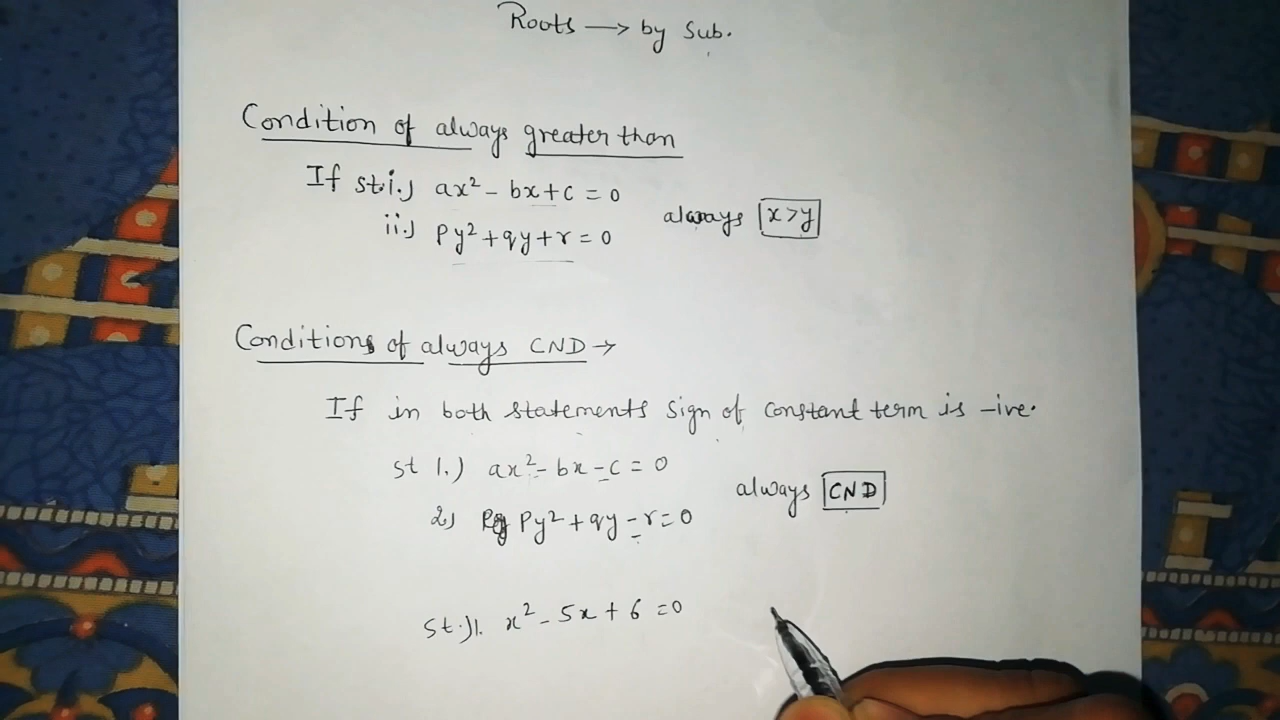 Roots → by Sub.
Condition of always greater than
If st.i.) ax² - bx + c = 0
always x>y
ii.) py² + qy + r = 0
Conditions of always CND →
If in both statements sign of constant term is -ive.
st 1.) ax² - bx - c = 0
always CND
2.) Py² + qy - r = 0
st.)1. x² - 5x + 6 = 0